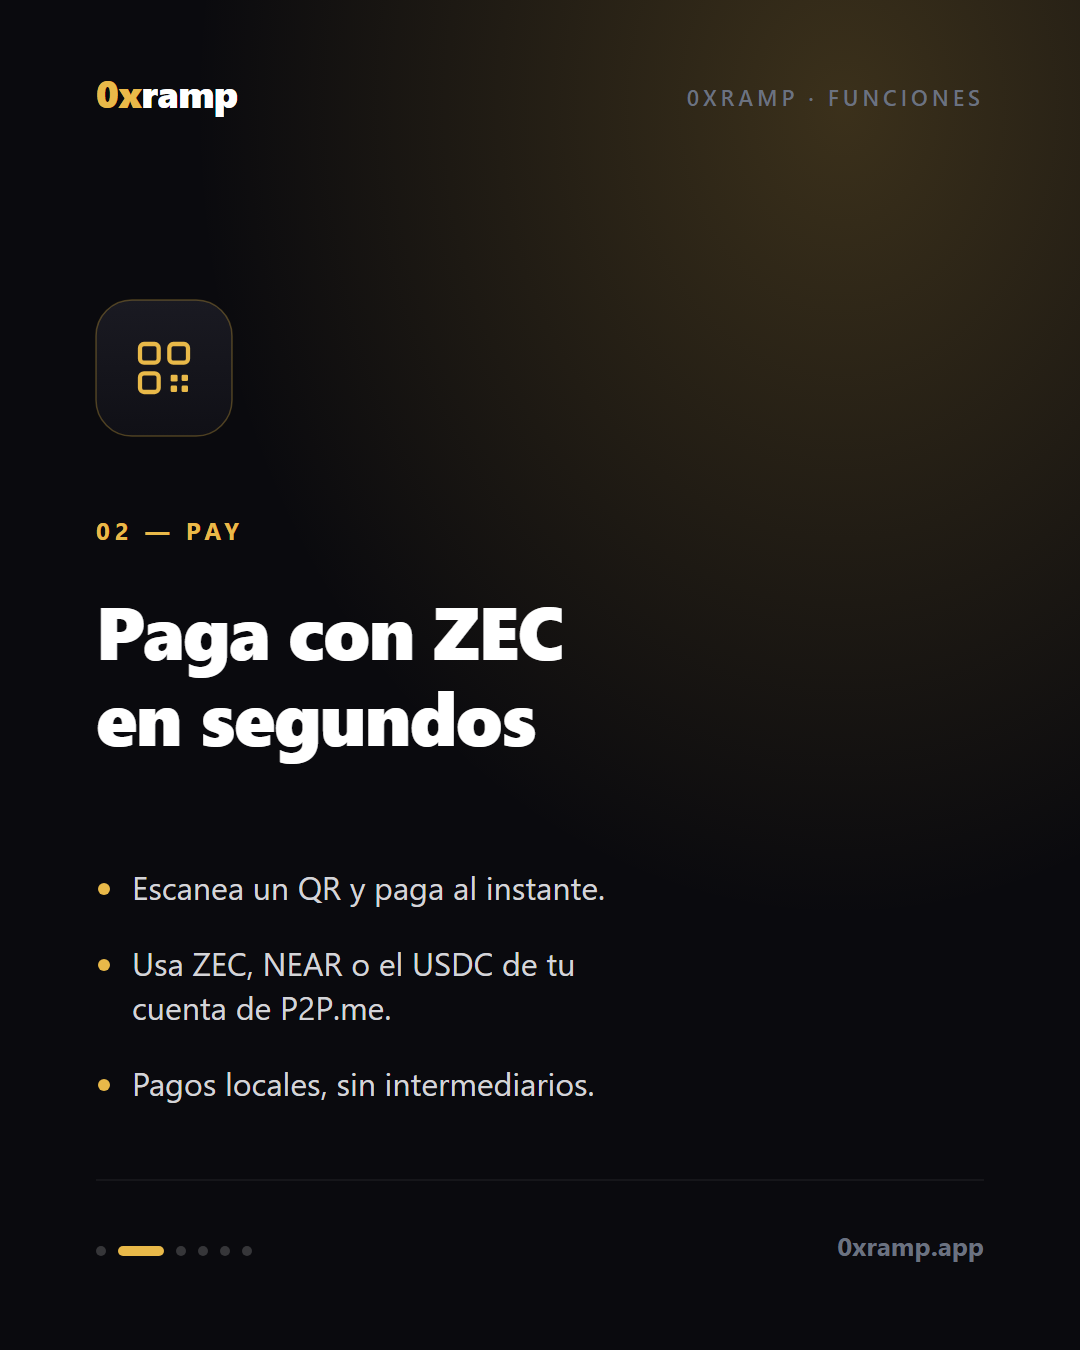 0xramp
0XRAMP · FUNCIONES
02 — PAY
Paga con ZEC
en segundos
Escanea un QR y paga al instante.
Usa ZEC, NEAR o el USDC de tu
cuenta de P2P.me.
Pagos locales, sin intermediarios.
0xramp.app